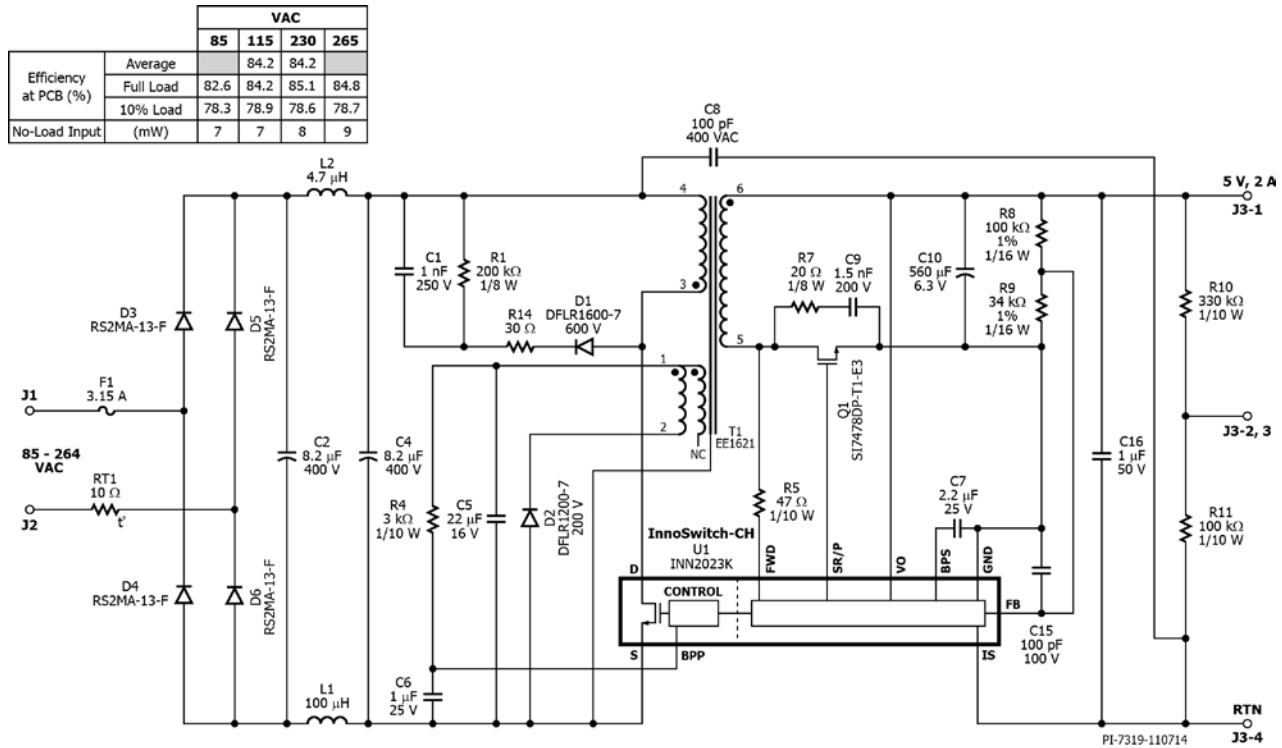 VAC
85 115 230 265
Efficiency at PCB (%)
Average 84.2 84.2
Full Load 82.6 84.2 85.1 84.8
10% Load 78.3 78.9 78.6 78.7
No-Load Input (mW) 7 7 8 9
C8
100 pF
400 VAC
L2
4.7 μH
4
6
5 V, 2 A
J3-1
C1
1 nF
250 V
R1
200 kΩ
1/8 W
R7
20 Ω
1/8 W
C9
1.5 nF
200 V
C10
560 μF
6.3 V
R8
100 kΩ
1%
1/16 W
R9
34 kΩ
1%
1/16 W
R10
330 kΩ
1/10 W
D3
RS2MA-13-F
D5
RS2MA-13-F
3
R14
30 Ω
D1
DFLR1600-7
600 V
5
Q1
SI7478DP-T1-E3
1
2
NC
T1
EE1621
J1
F1
3.15 A
85 - 264
VAC
RT1
10 Ω
t°
J2
C2
8.2 μF
400 V
C4
8.2 μF
400 V
R4
3 kΩ
1/10 W
C5
22 μF
16 V
D2
DFLR1200-7
200 V
J3-2, 3
C16
1 μF
50 V
R5
47 Ω
1/10 W
C7
2.2 μF
25 V
R11
100 kΩ
1/10 W
InnoSwitch-CH
U1
INN2023K
FWD
SR/P
VO
BPS
GND
D4
RS2MA-13-F
D6
RS2MA-13-F
D
CONTROL
FB
S
BPP
IS
C15
100 pF
100 V
L1
100 μH
C6
1 μF
25 V
RTN
J3-4
PI-7319-110714